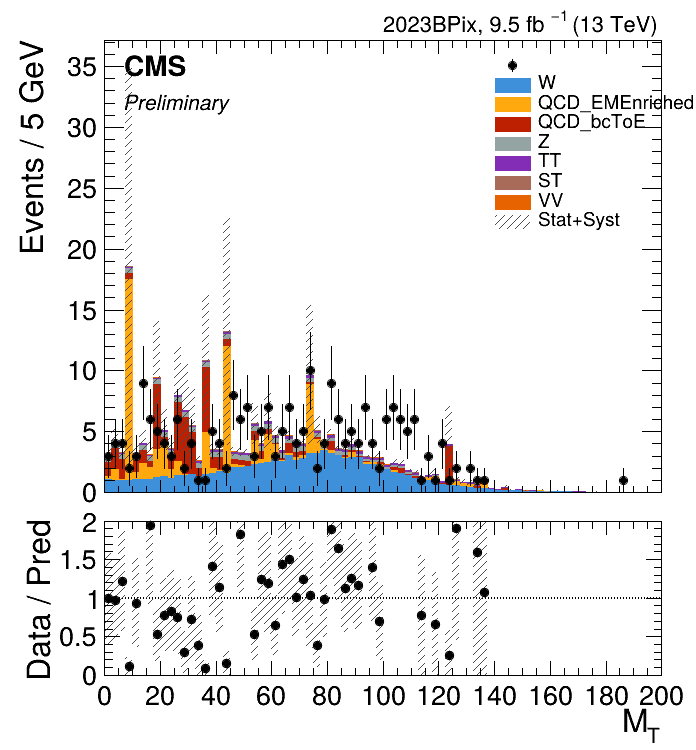 2023BPix, 9.5 fb⁻¹ (13 TeV)
CMS
Preliminary
W
QCD_EMEnriched
QCD_bcToE
Z
TT
ST
VV
Stat+Syst
Events / 5 GeV
35
30
25
20
15
10
5
0
Data / Pred
2
1.5
1
0.5
0
0 20 40 60 80 100 120 140 160 180 200
M_T